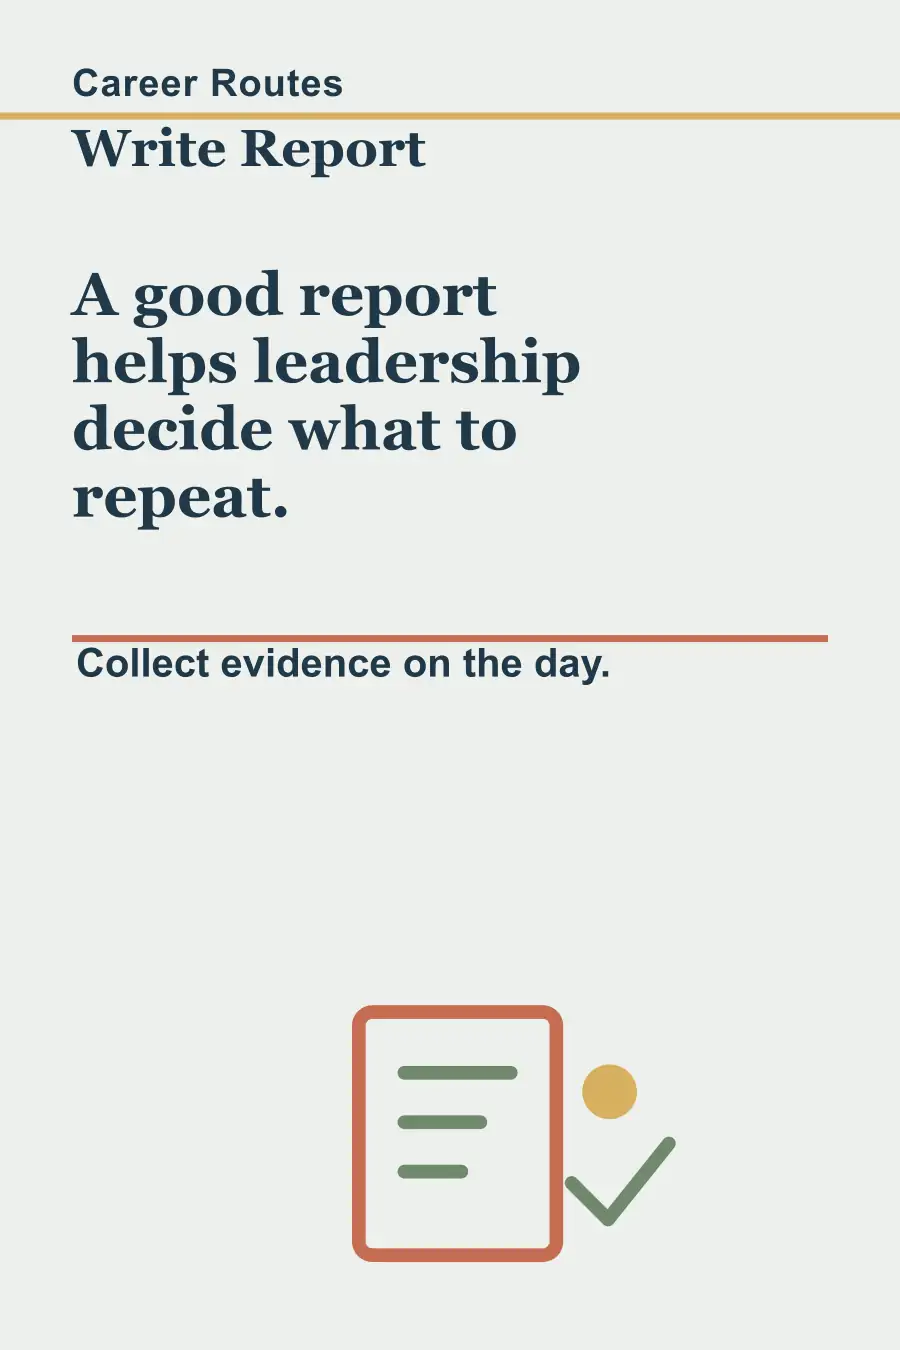 Career Routes
Write Report
A good report
helps leadership
decide what to
repeat.
Collect evidence on the day.